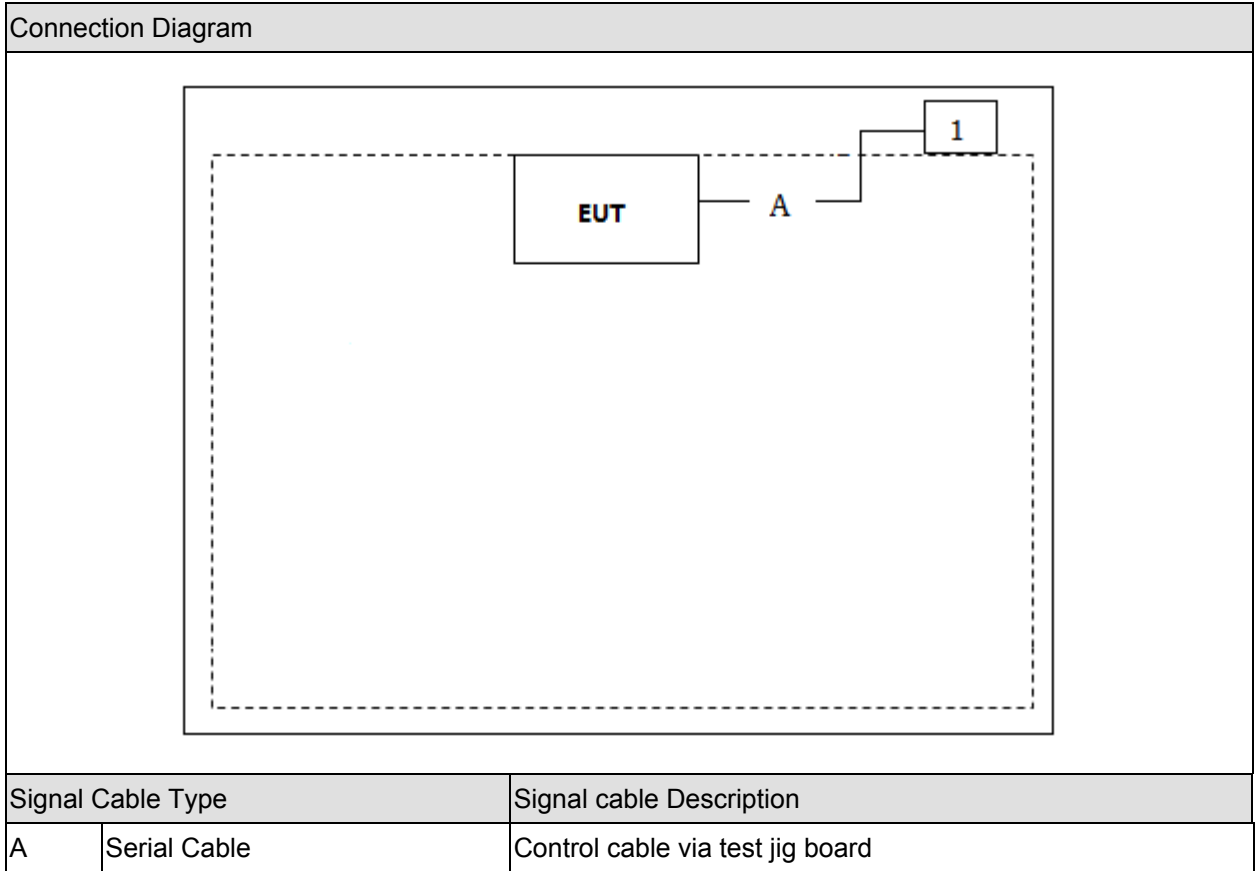 Connection Diagram
1
EUT
A
Signal Cable Type
Signal cable Description
A
Serial Cable
Control cable via test jig board